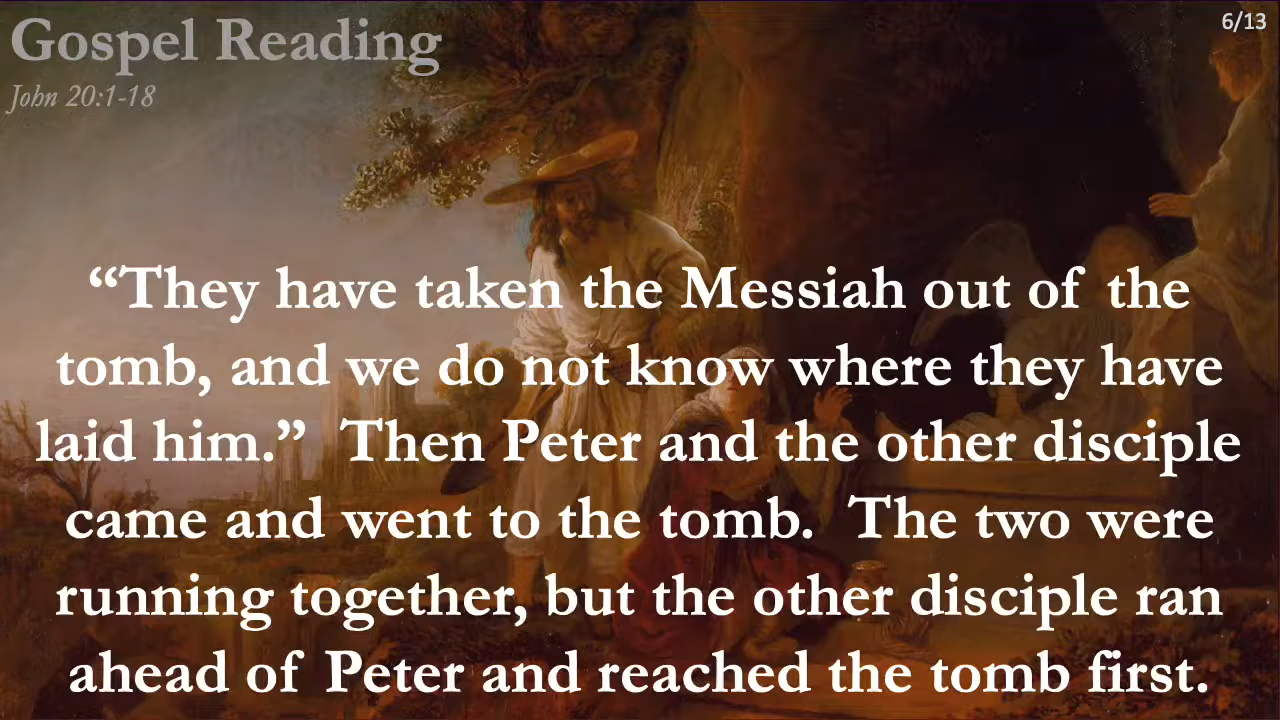 Gospel Reading
6/13
John 20:1-18
“They have taken the Messiah out of the
tomb, and we do not know where they have
laid him.” Then Peter and the other disciple
came and went to the tomb. The two were
running together, but the other disciple ran
ahead of Peter and reached the tomb first.